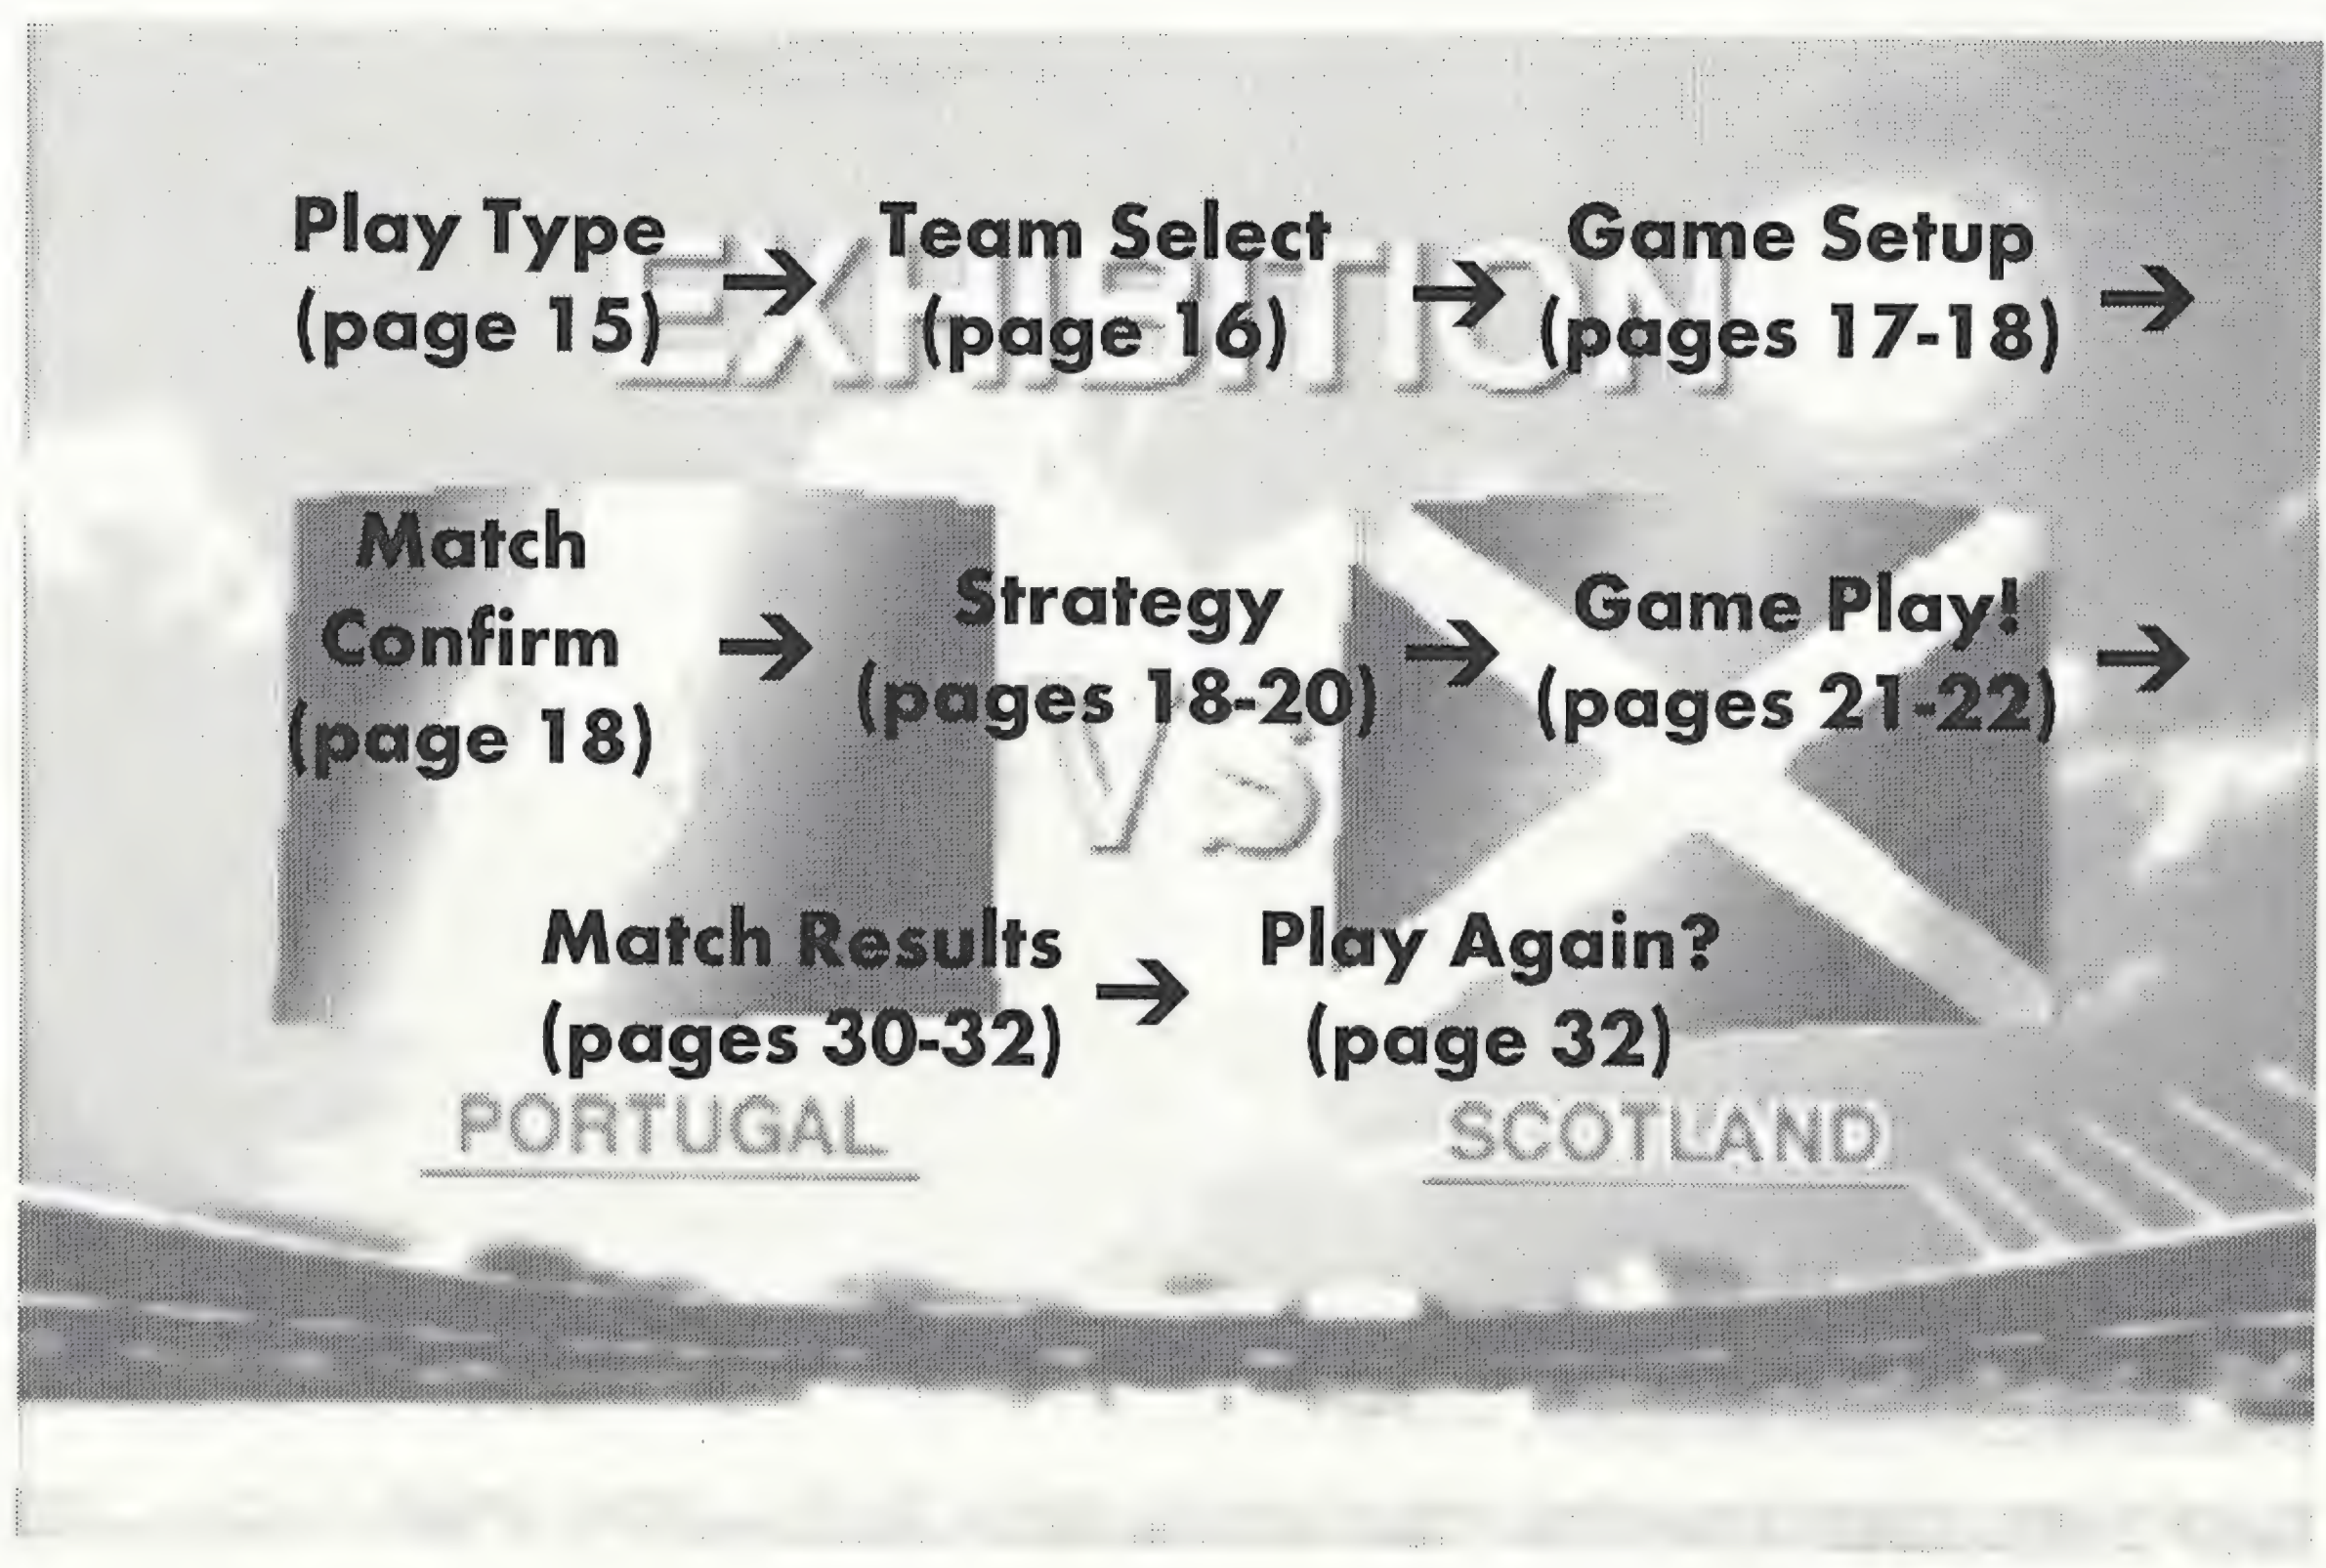 Play Type → Team Select → Game Setup →
(page 15) (page 16) (pages 17-18)
EXHIBITION
Match
Confirm → Strategy → Game Play! →
(page 18) (pages 18-20) (pages 21-22)
VS
Match Results → Play Again?
(pages 30-32) (page 32)
PORTUGAL SCOTLAND